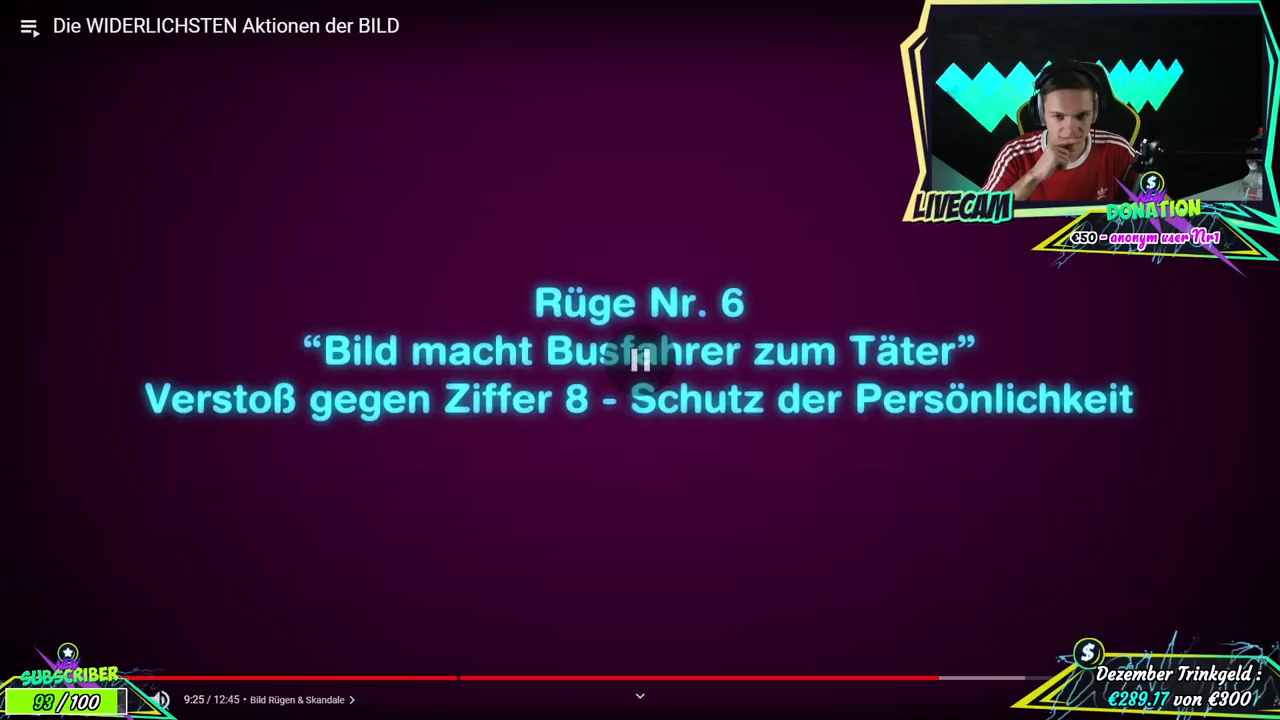 Die WIDERLICHSTEN Aktionen der BILD
LIVECAM
NEW
DONATION
€50 - anonym user Nr1
Rüge Nr. 6
“Bild macht Busfahrer zum Täter”
Verstoß gegen Ziffer 8 - Schutz der Persönlichkeit
NEW
SUBSCRIBER
93 / 100
9:25 / 12:45 • Bild Rügen & Skandale
Dezember Trinkgeld :
€289.17 von €300